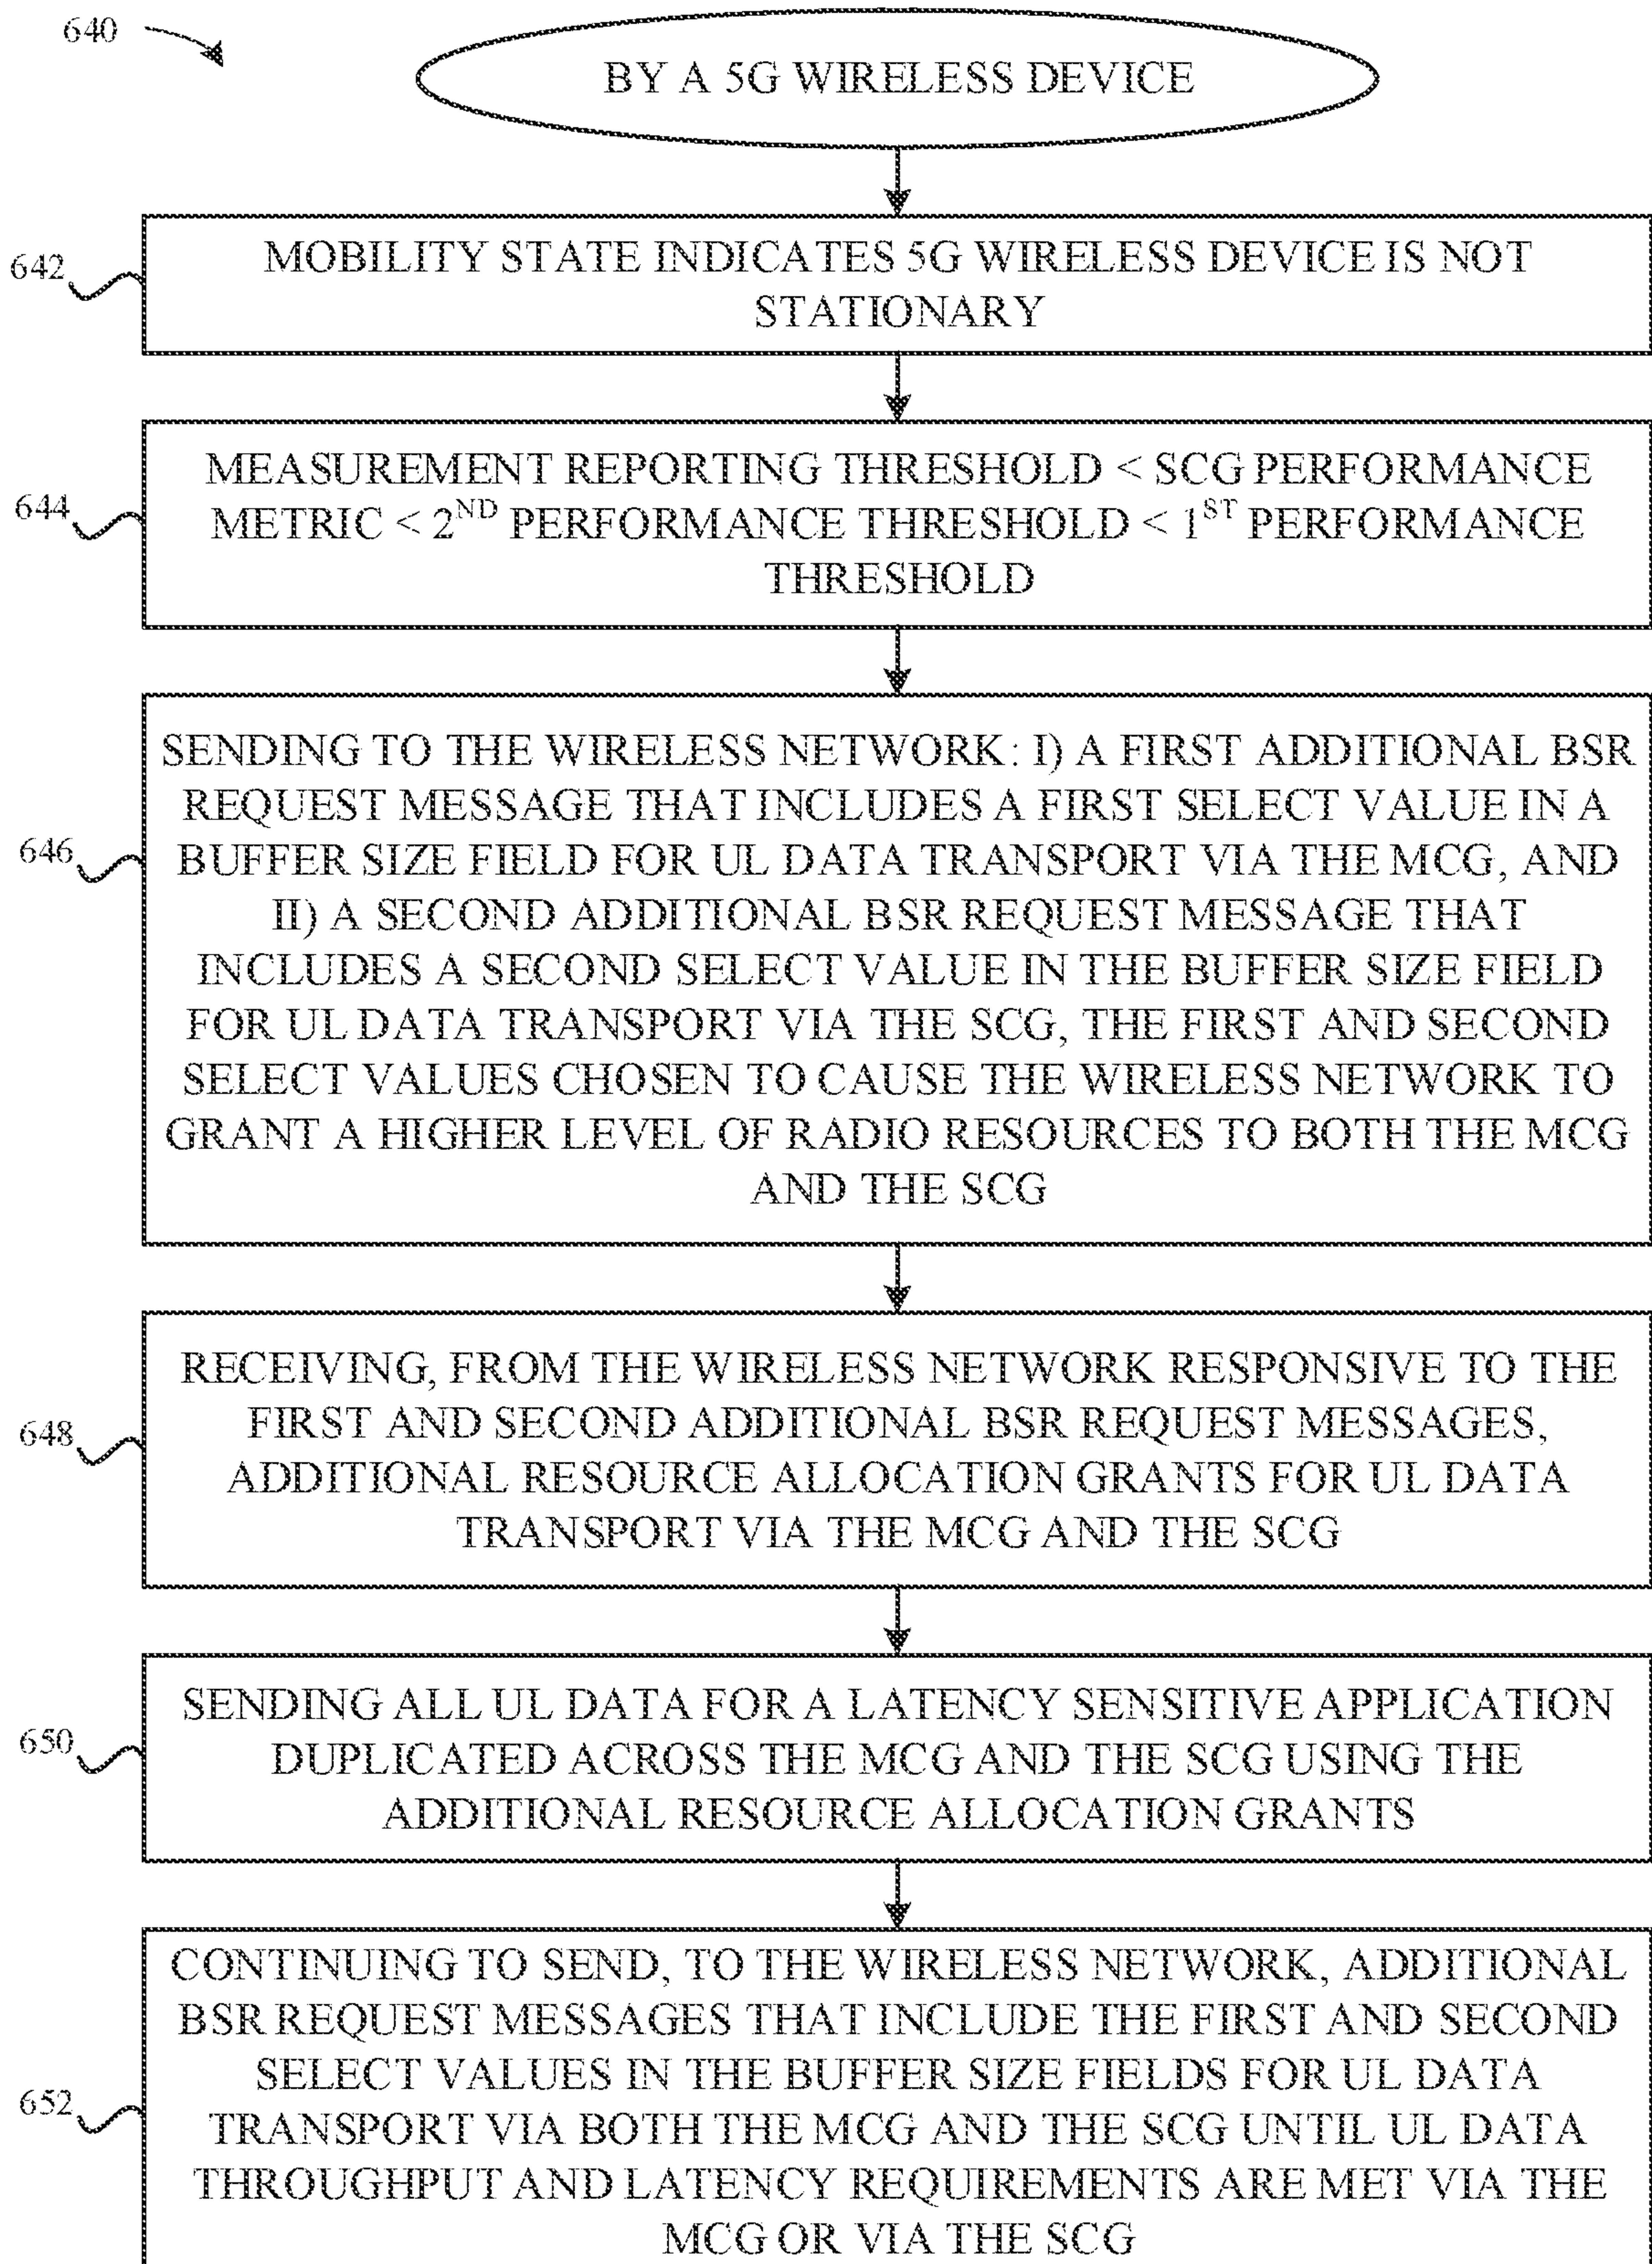 640
BY A 5G WIRELESS DEVICE
642
MOBILITY STATE INDICATES 5G WIRELESS DEVICE IS NOT
STATIONARY
644
MEASUREMENT REPORTING THRESHOLD < SCG PERFORMANCE
METRIC < 2ND PERFORMANCE THRESHOLD < 1ST PERFORMANCE
THRESHOLD
646
SENDING TO THE WIRELESS NETWORK: I) A FIRST ADDITIONAL BSR
REQUEST MESSAGE THAT INCLUDES A FIRST SELECT VALUE IN A
BUFFER SIZE FIELD FOR UL DATA TRANSPORT VIA THE MCG, AND
II) A SECOND ADDITIONAL BSR REQUEST MESSAGE THAT
INCLUDES A SECOND SELECT VALUE IN THE BUFFER SIZE FIELD
FOR UL DATA TRANSPORT VIA THE SCG, THE FIRST AND SECOND
SELECT VALUES CHOSEN TO CAUSE THE WIRELESS NETWORK TO
GRANT A HIGHER LEVEL OF RADIO RESOURCES TO BOTH THE MCG
AND THE SCG
648
RECEIVING, FROM THE WIRELESS NETWORK RESPONSIVE TO THE
FIRST AND SECOND ADDITIONAL BSR REQUEST MESSAGES,
ADDITIONAL RESOURCE ALLOCATION GRANTS FOR UL DATA
TRANSPORT VIA THE MCG AND THE SCG
650
SENDING ALL UL DATA FOR A LATENCY SENSITIVE APPLICATION
DUPLICATED ACROSS THE MCG AND THE SCG USING THE
ADDITIONAL RESOURCE ALLOCATION GRANTS
652
CONTINUING TO SEND, TO THE WIRELESS NETWORK, ADDITIONAL
BSR REQUEST MESSAGES THAT INCLUDE THE FIRST AND SECOND
SELECT VALUES IN THE BUFFER SIZE FIELDS FOR UL DATA
TRANSPORT VIA BOTH THE MCG AND THE SCG UNTIL UL DATA
THROUGHPUT AND LATENCY REQUIREMENTS ARE MET VIA THE
MCG OR VIA THE SCG